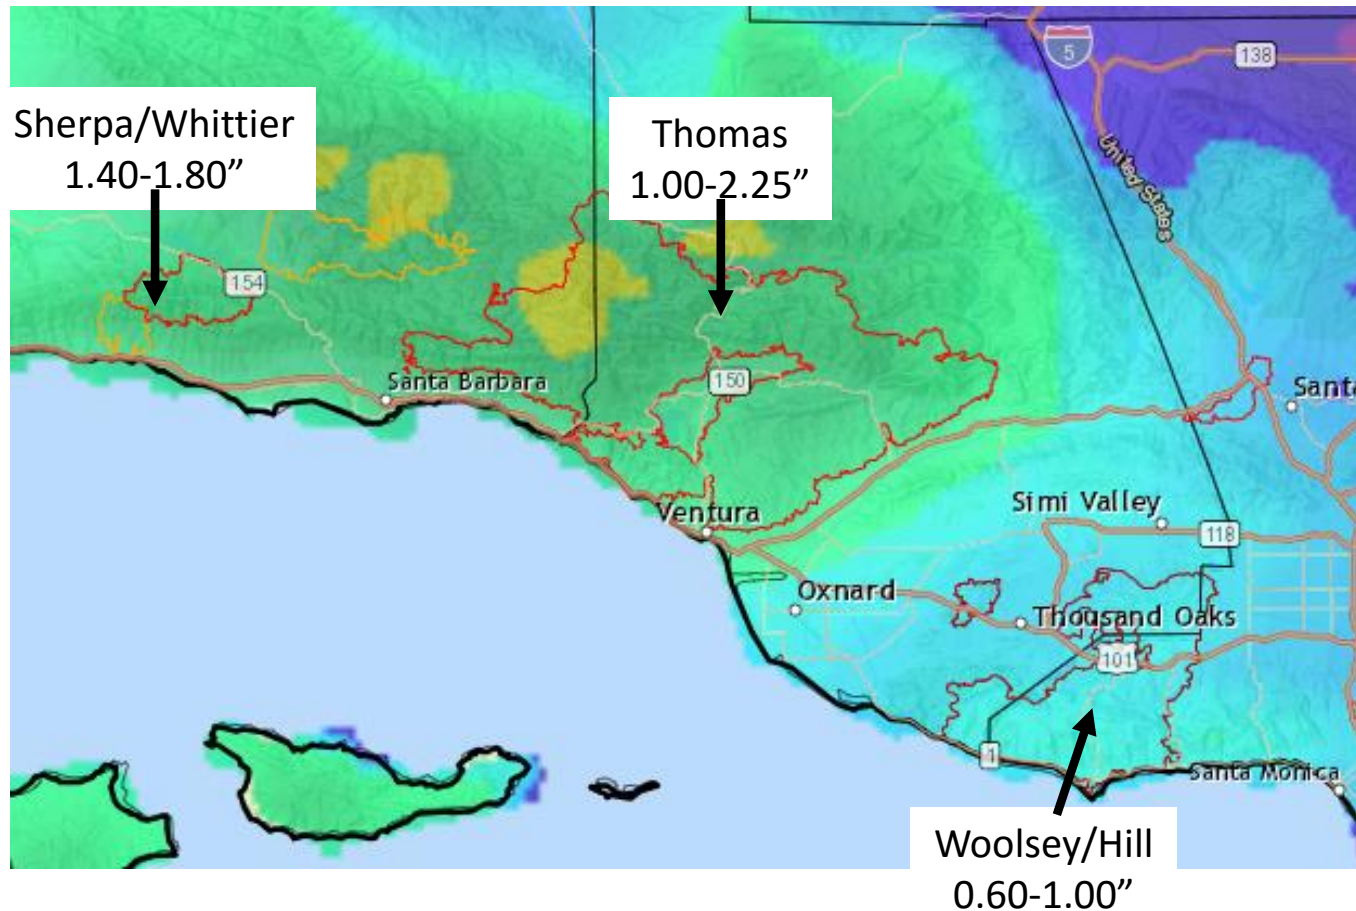 5
138
Sherpa/Whittier
1.40-1.80”
Thomas
1.00-2.25”
United States
154
150
Santa Barbara
Santa
Ventura
Simi Valley
118
Oxnard
Thousand Oaks
101
1
Santa Monica
Woolsey/Hill
0.60-1.00”